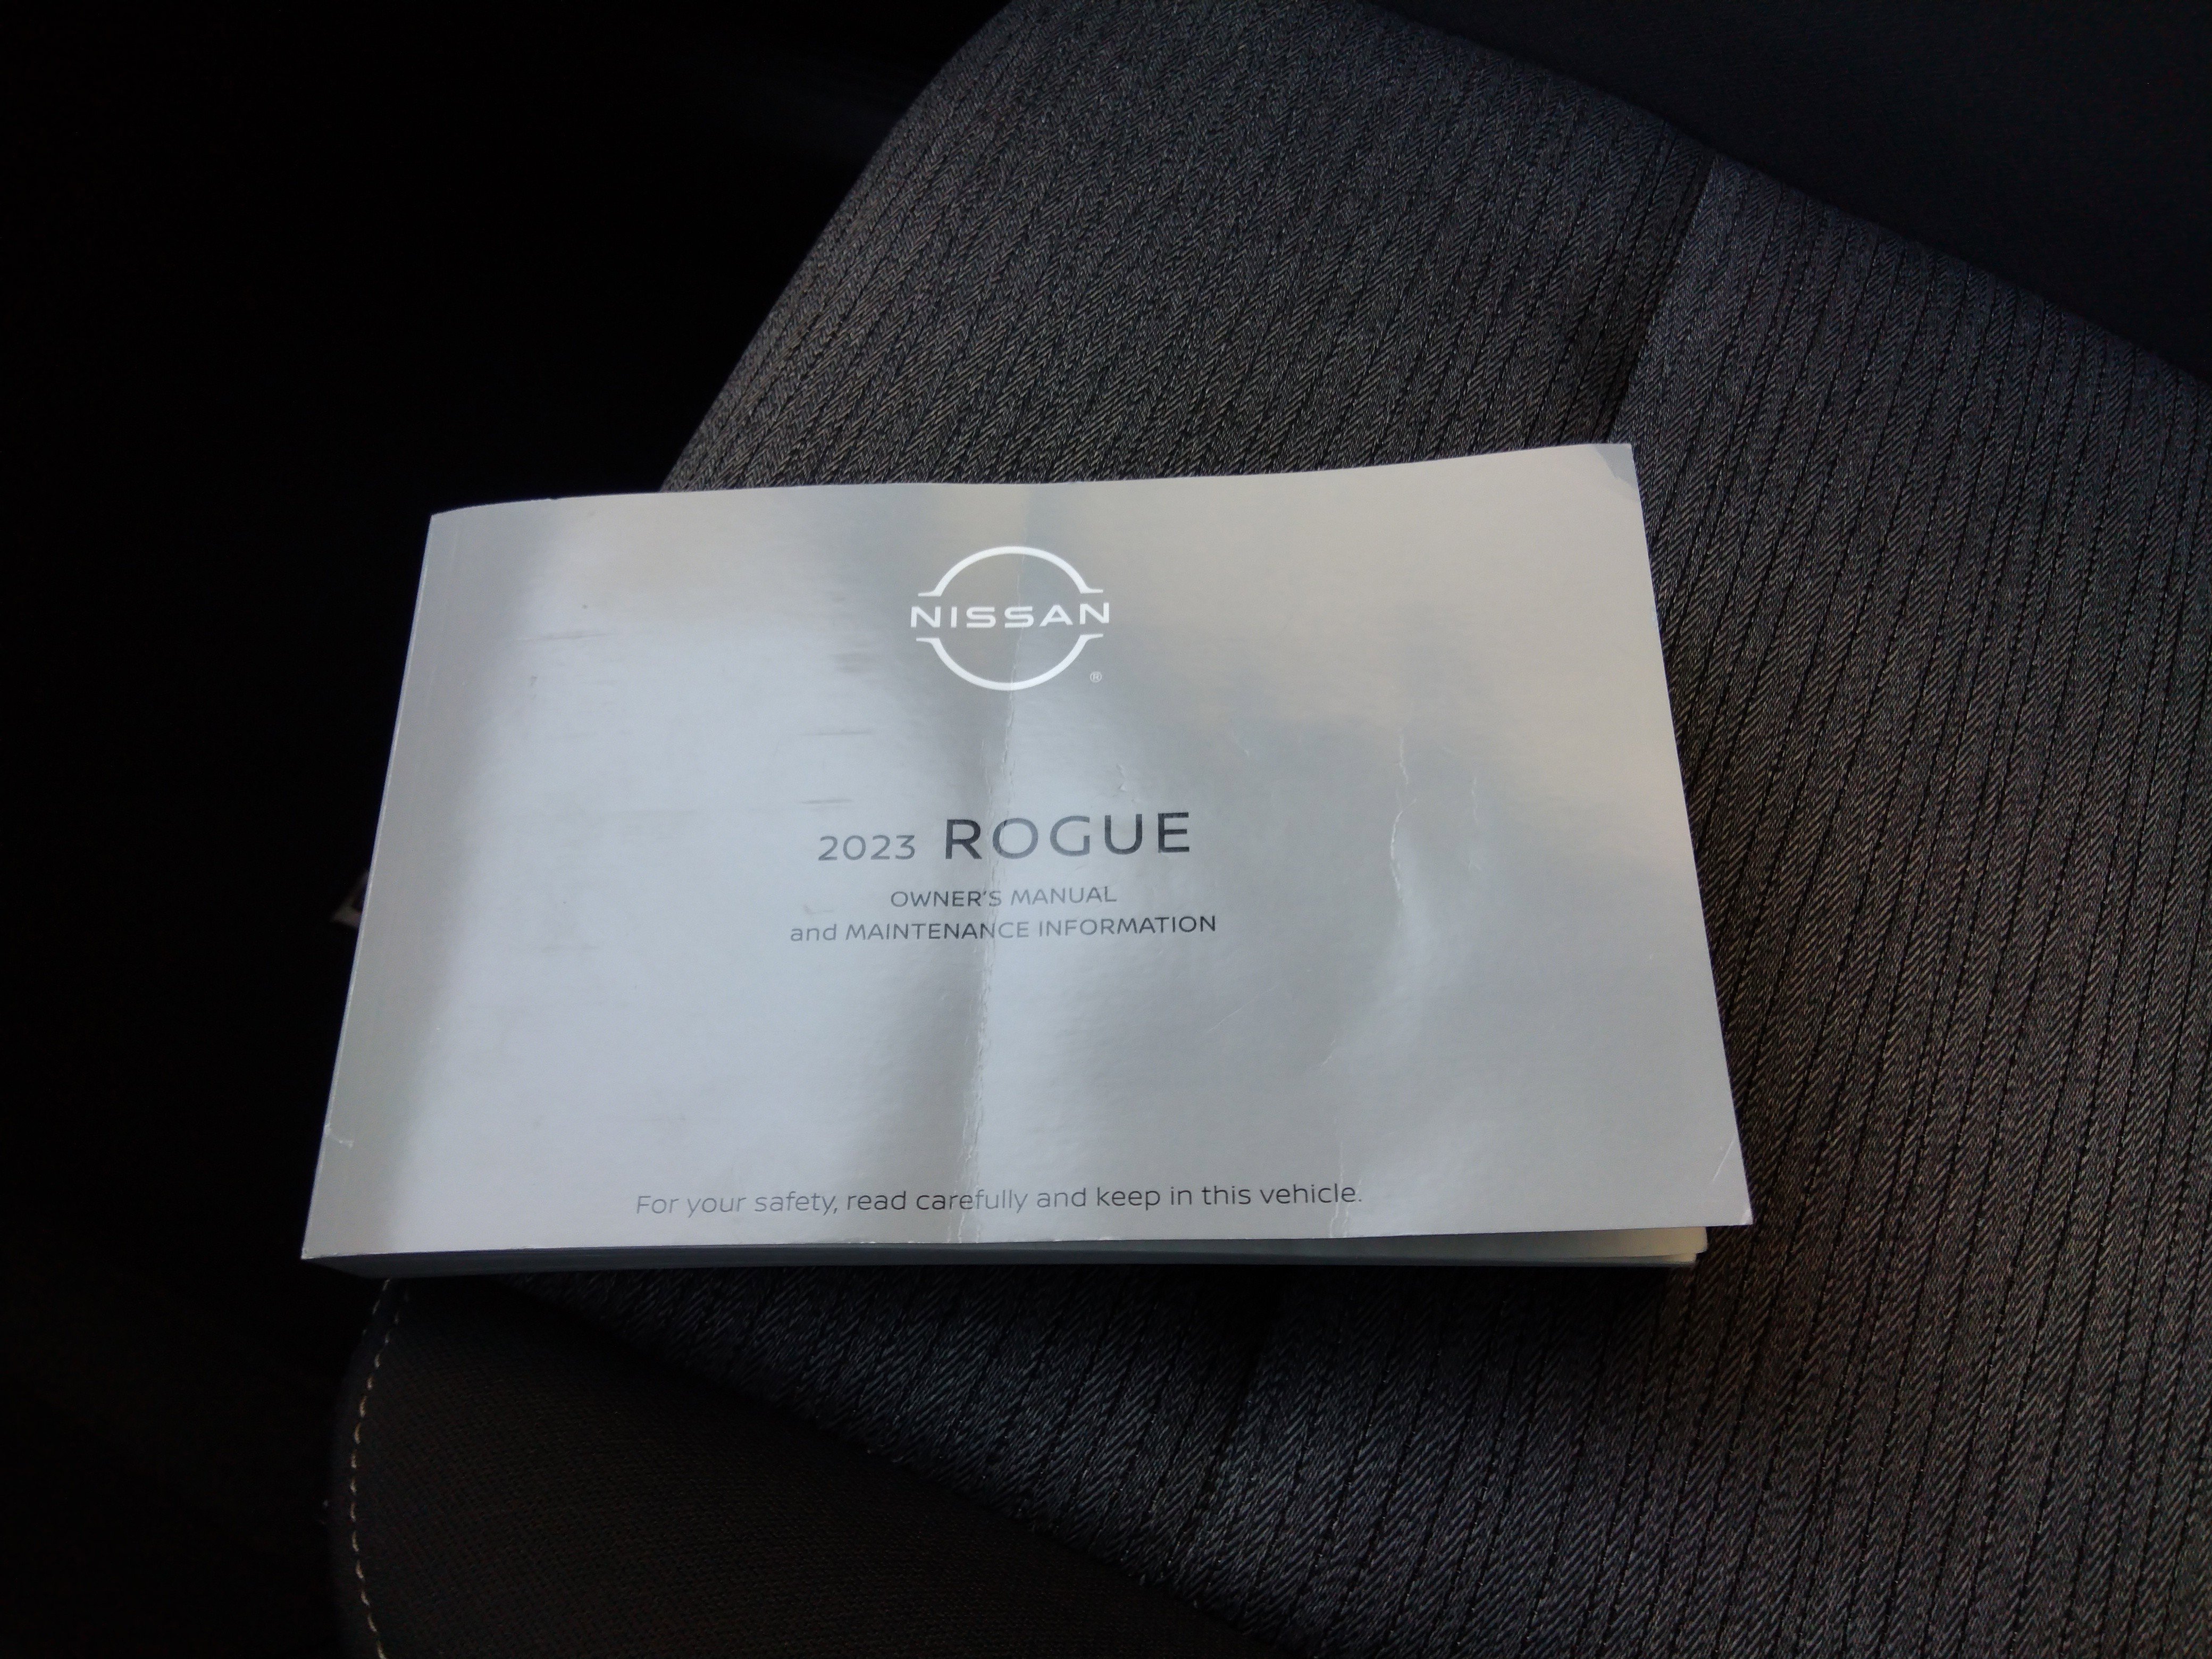 NISSAN
®
2023 ROGUE
OWNER'S MANUAL
and MAINTENANCE INFORMATION
For your safety, read carefully and keep in this vehicle.